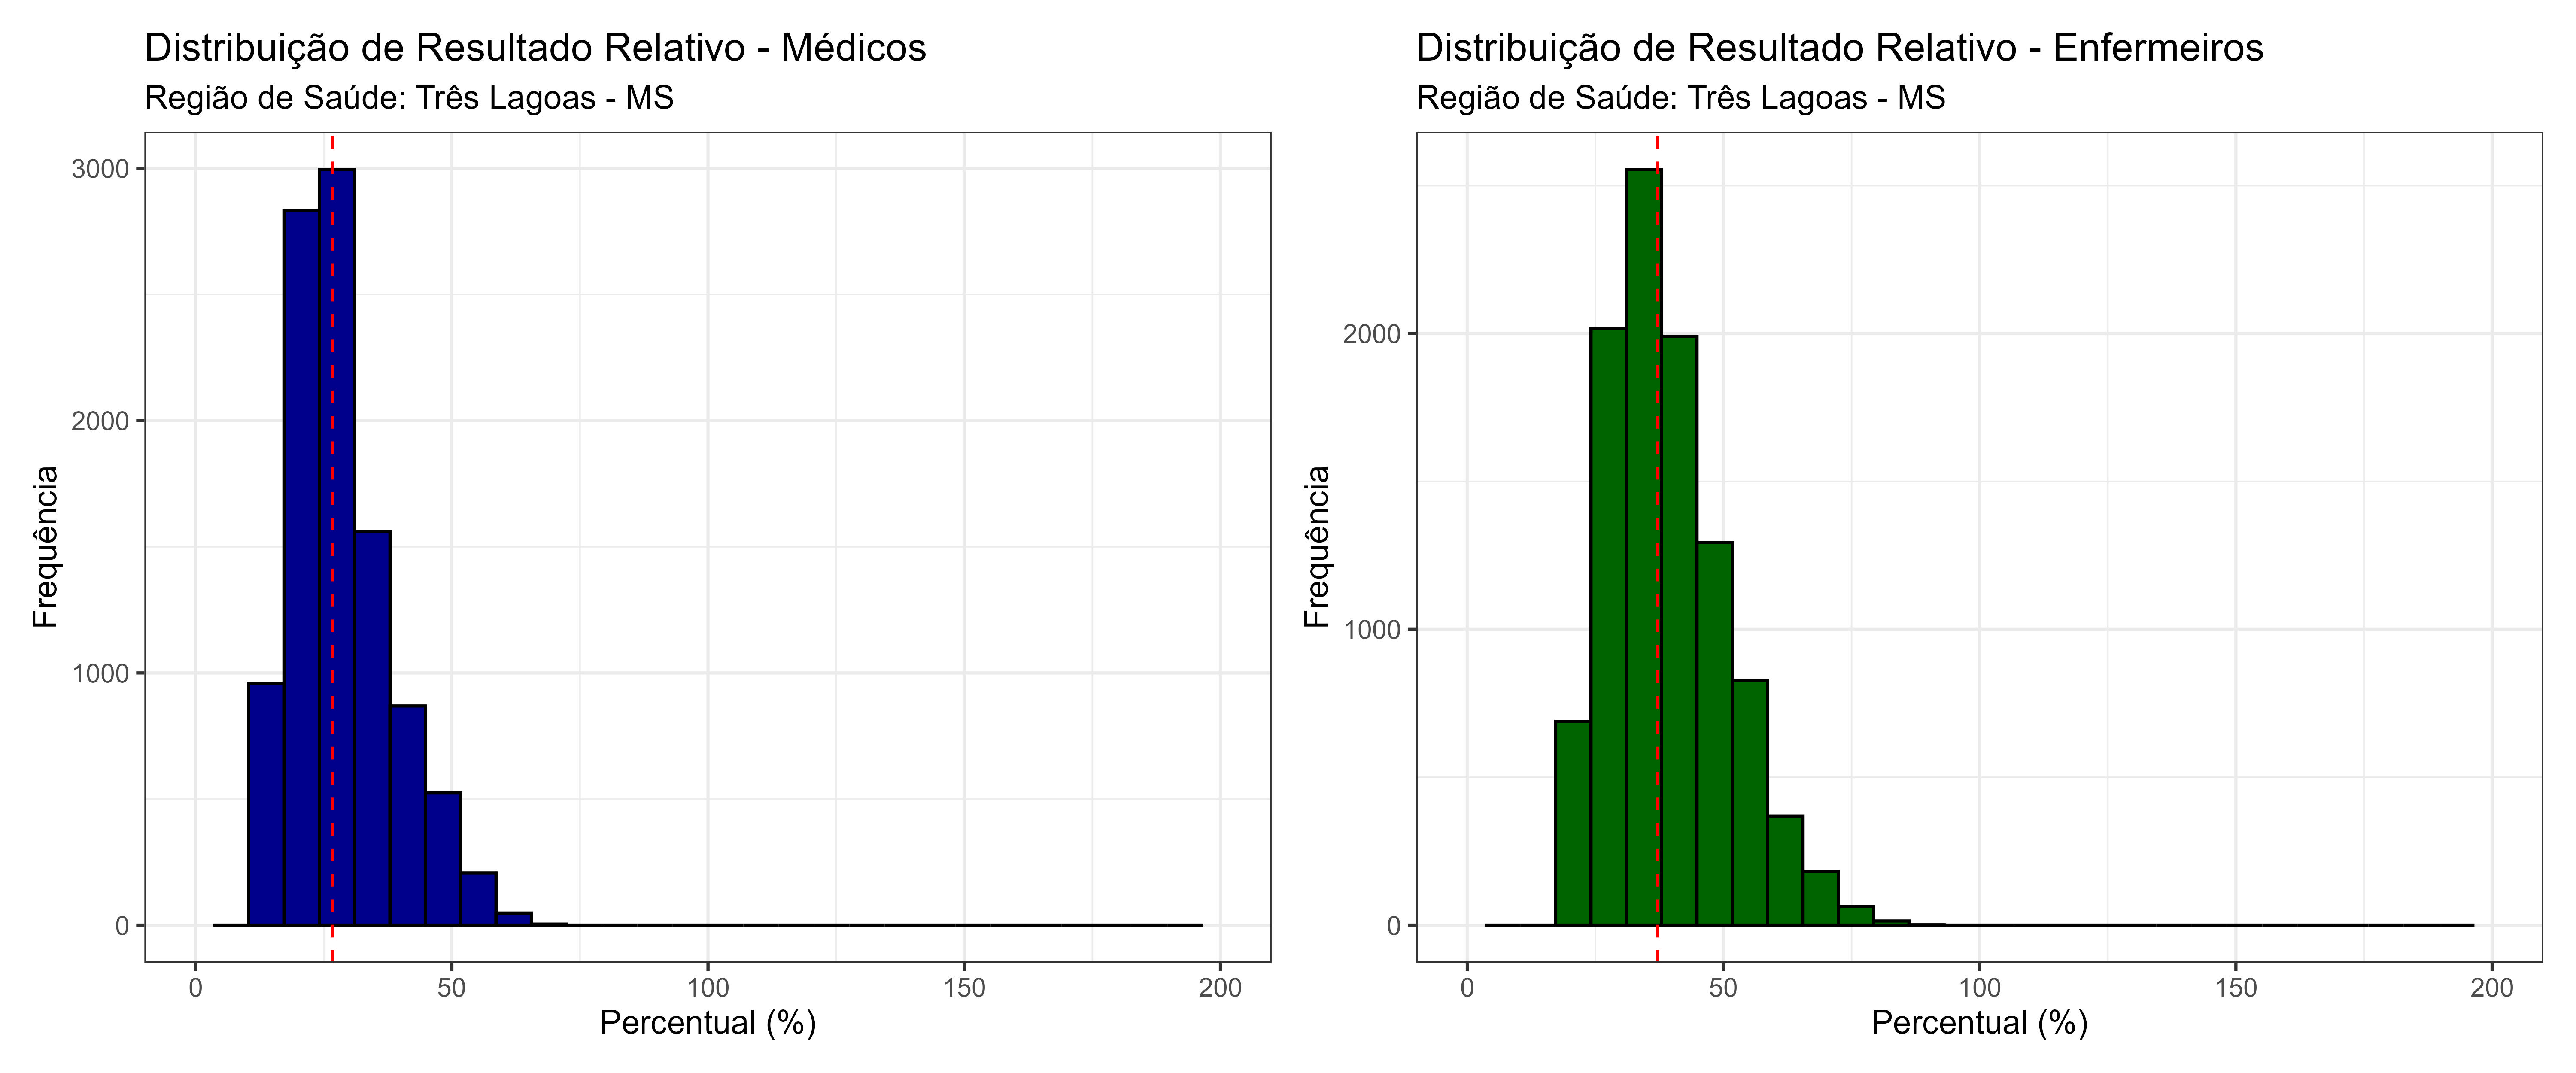 Distribuição de Resultado Relativo - Médicos
Região de Saúde: Três Lagoas - MS
3000
2000
1000
0
Frequência
0 50 100 150 200
Percentual (%)
Distribuição de Resultado Relativo - Enfermeiros
Região de Saúde: Três Lagoas - MS
2000
1000
0
Frequência
0 50 100 150 200
Percentual (%)